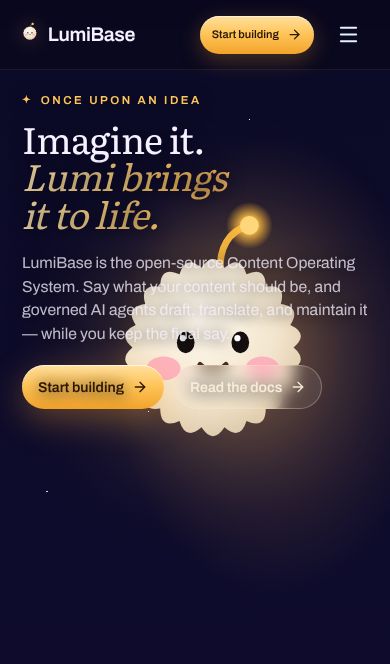 LumiBase
Start building →
✦ ONCE UPON AN IDEA
Imagine it.
Lumi brings
it to life.
LumiBase is the open-source Content Operating
System. Say what your content should be, and
governed AI agents draft, translate, and maintain it
— while you keep the final say.
Start building →
Read the docs →